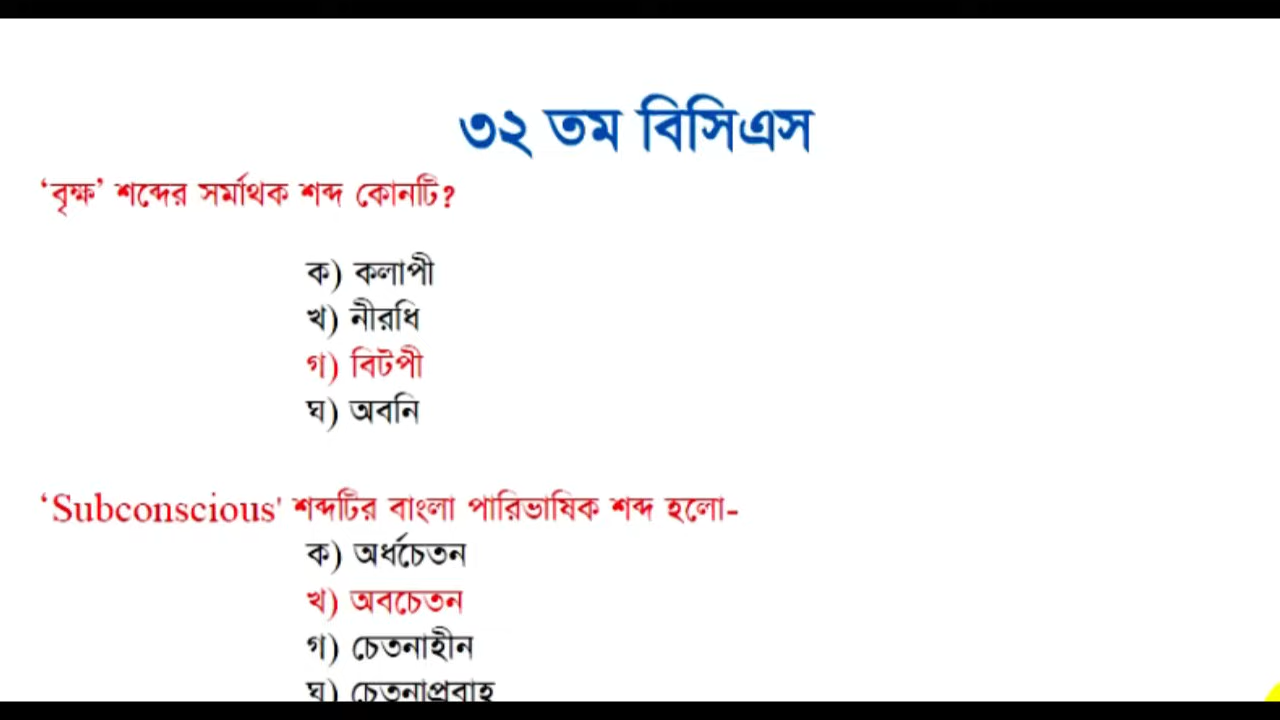 ৩২ তম বিসিএস
‘বৃক্ষ’ শব্দের সর্মাথক শব্দ কোনটি?
ক) কলাপী
খ) নীরধি
গ) বিটপী
ঘ) অবনি
‘Subconscious' শব্দটির বাংলা পারিভাষিক শব্দ হলো-
ক) অর্ধচেতন
খ) অবচেতন
গ) চেতনাহীন
ঘ) চেতনাপ্রবাহ